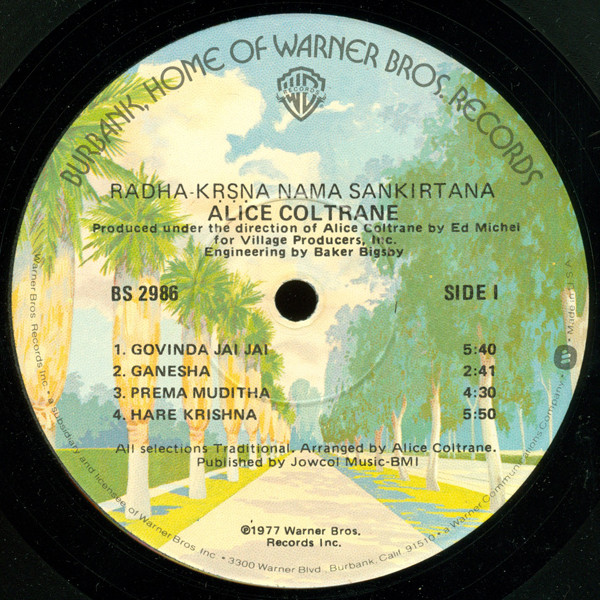 BURBANK, HOME OF WARNER BROS. RECORDS
RECORDS
RADHA-KṚṢṆA NAMA SANKIRTANA
ALICE COLTRANE
Produced under the direction of Alice Coltrane by Ed Michel
for Village Producers, Inc.
Engineering by Baker Bigsby
BS 2986
SIDE I
1. GOVINDA JAI JAI 5:40
2. GANESHA 2:41
3. PREMA MUDITHA 4:30
4. HARE KRISHNA 5:50
All selections Traditional. Arranged by Alice Coltrane.
Published by Jowcol Music-BMI
℗1977 Warner Bros.
Records Inc.
Warner Bros. Records Inc. • a subsidiary and licensee of Warner Bros. Inc. • 3300 Warner Blvd., Burbank, Calif. 91510 • a Warner Communications Company • Made in U.S.A.